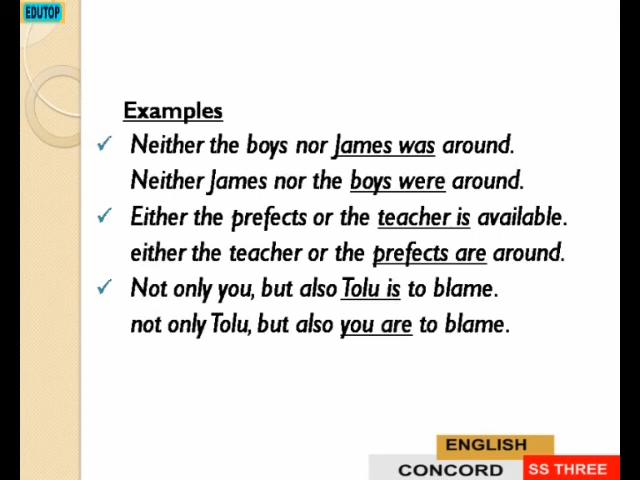 EDUTOP
Examples
✓ Neither the boys nor James was around.
Neither James nor the boys were around.
✓ Either the prefects or the teacher is available.
either the teacher or the prefects are around.
✓ Not only you, but also Tolu is to blame.
not only Tolu, but also you are to blame.
ENGLISH
CONCORD SS THREE